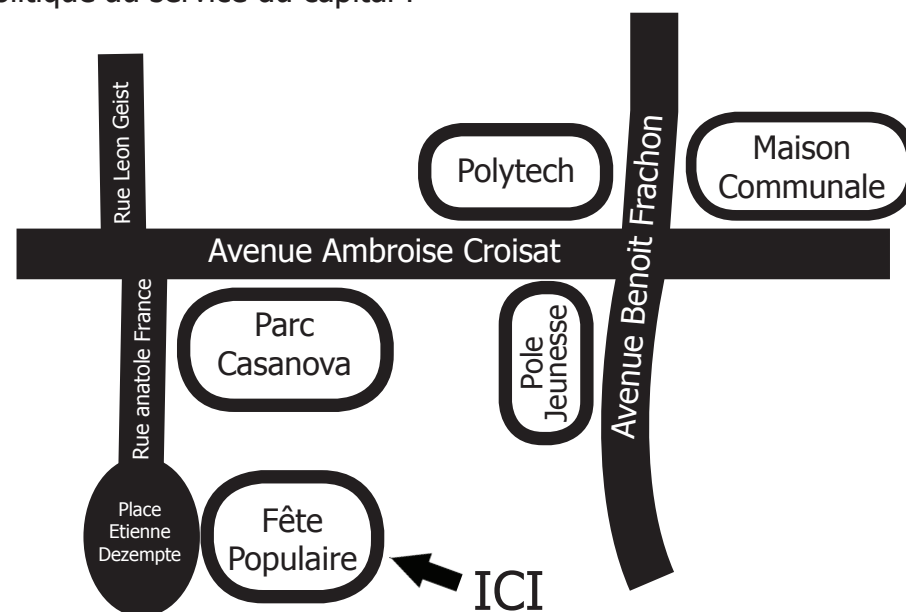 olitique au service du capital !
Rue Leon Geist
Polytech
Avenue Benoit Frachon
Maison
Communale
Avenue Ambroise Croisat
Rue anatole France
Parc
Casanova
Pole
Jeunesse
Place
Etienne
Dezempte
Fête
Populaire
ICI